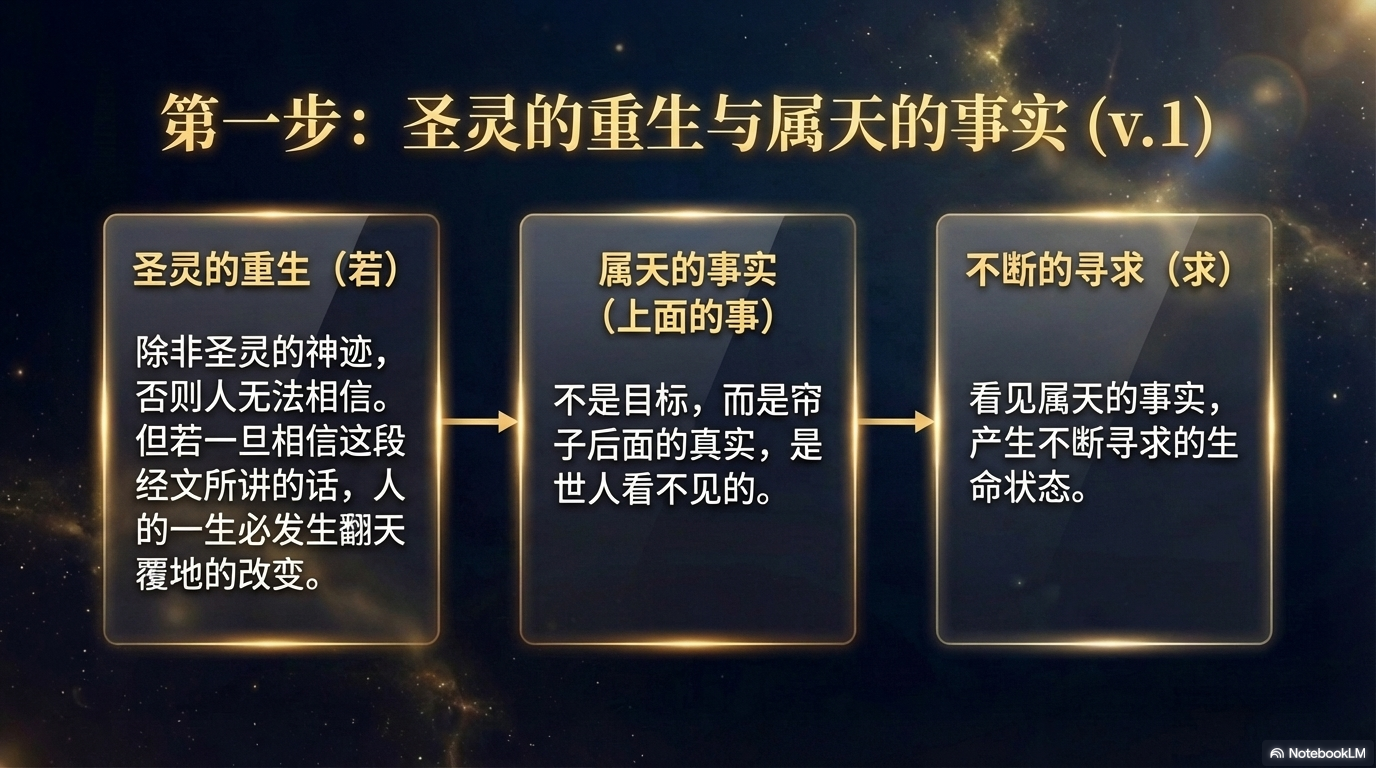 第一步：圣灵的重生与属天的事实 (v.1)
圣灵的重生（若）
除非圣灵的神迹，
否则人无法相信。
但若一旦相信这段
经文所讲的话，人
的一生必发生翻天
覆地的改变。
属天的事实
（上面的事）
不是目标，而是帘
子后面的真实，是
世人看不见的。
不断的寻求（求）
看见属天的事实，
产生不断寻求的生
命状态。
NotebookLM